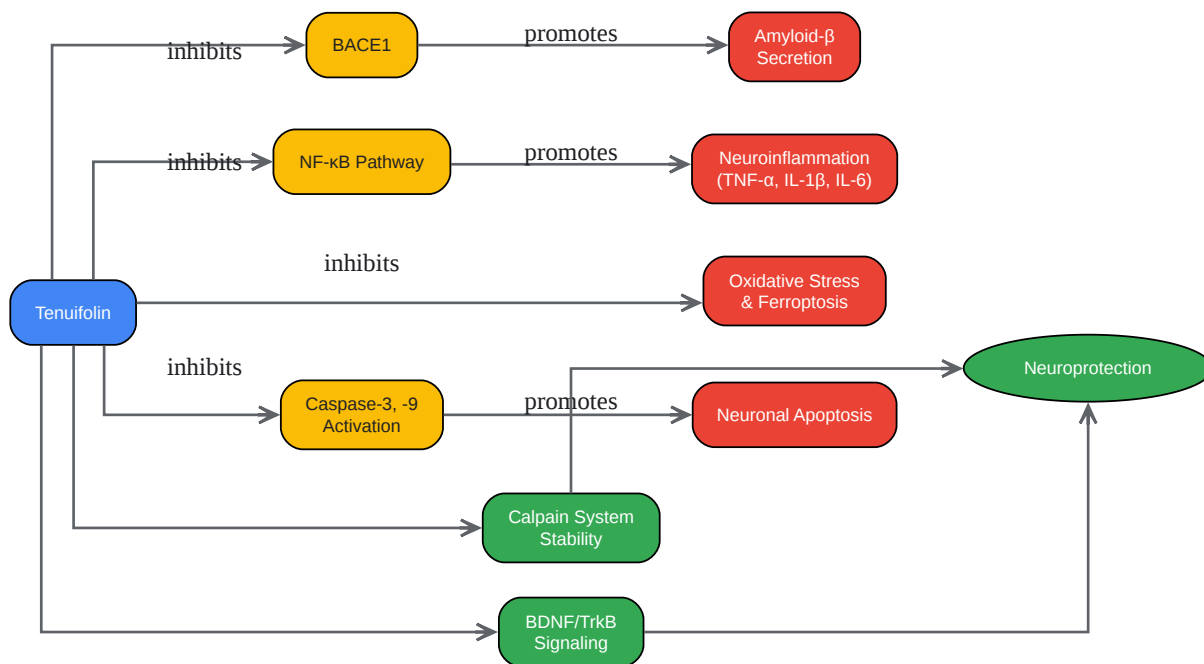 inhibits
BACE1
promotes
Amyloid-β
Secretion
inhibits
NF-κB Pathway
promotes
Neuroinflammation
(TNF-α, IL-1β, IL-6)
inhibits
Oxidative Stress
& Ferroptosis
Tenuifolin
Neuroprotection
inhibits
Caspase-3, -9
Activation
promotes
Neuronal Apoptosis
Calpain System
Stability
BDNF/TrkB
Signaling